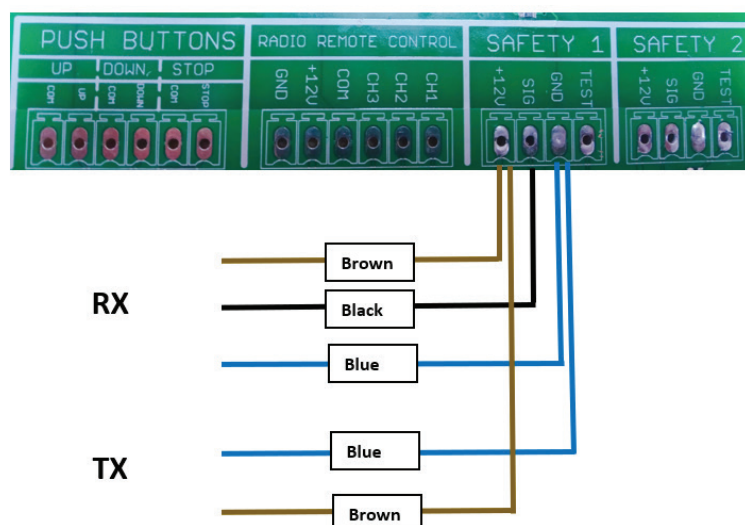 PUSH BUTTONS
UP DOWN, STOP
COM UP COM DOWN COM STOP
RADIO REMOTE CONTROL
GND +12V COM CH3 CH2 CH1
SAFETY 1
+12V SIG GND TEST
SAFETY 2
+12V SIG GND TEST
RX
Brown
Black
Blue
TX
Blue
Brown